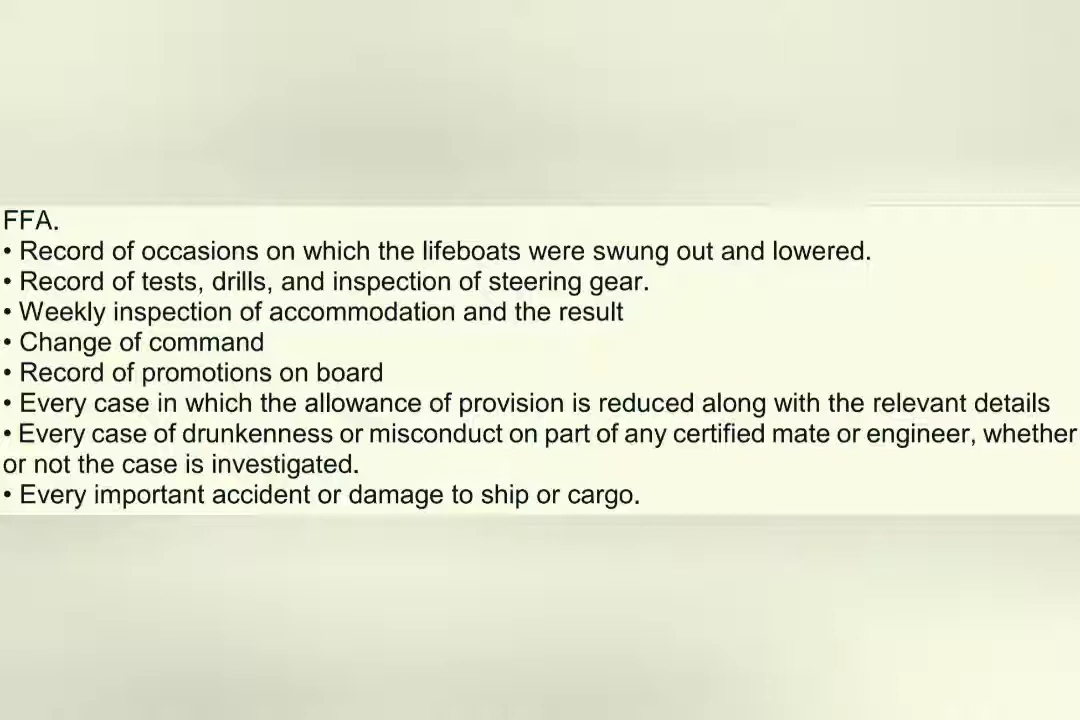 FFA.
• Record of occasions on which the lifeboats were swung out and lowered.
• Record of tests, drills, and inspection of steering gear.
• Weekly inspection of accommodation and the result
• Change of command
• Record of promotions on board
• Every case in which the allowance of provision is reduced along with the relevant details
• Every case of drunkenness or misconduct on part of any certified mate or engineer, whether
or not the case is investigated.
• Every important accident or damage to ship or cargo.